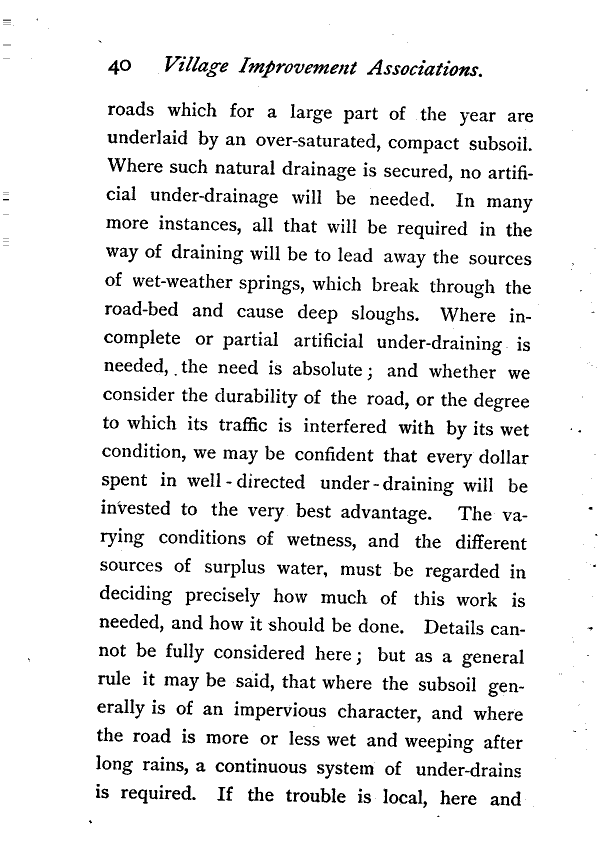 40 Village Improvement Associations.
roads which for a large part of the year are
underlaid by an over-saturated, compact subsoil.
Where such natural drainage is secured, no artifi-
cial under-drainage will be needed. In many
more instances, all that will be required in the
way of draining will be to lead away the sources
of wet-weather springs, which break through the
road-bed and cause deep sloughs. Where in-
complete or partial artificial under-draining is
needed, the need is absolute; and whether we
consider the durability of the road, or the degree
to which its traffic is interfered with by its wet
condition, we may be confident that every dollar
spent in well-directed under-draining will be
invested to the very best advantage. The va-
rying conditions of wetness, and the different
sources of surplus water, must be regarded in
deciding precisely how much of this work is
needed, and how it should be done. Details can-
not be fully considered here; but as a general
rule it may be said, that where the subsoil gen-
erally is of an impervious character, and where
the road is more or less wet and weeping after
long rains, a continuous system of under-drains
is required. If the trouble is local, here and